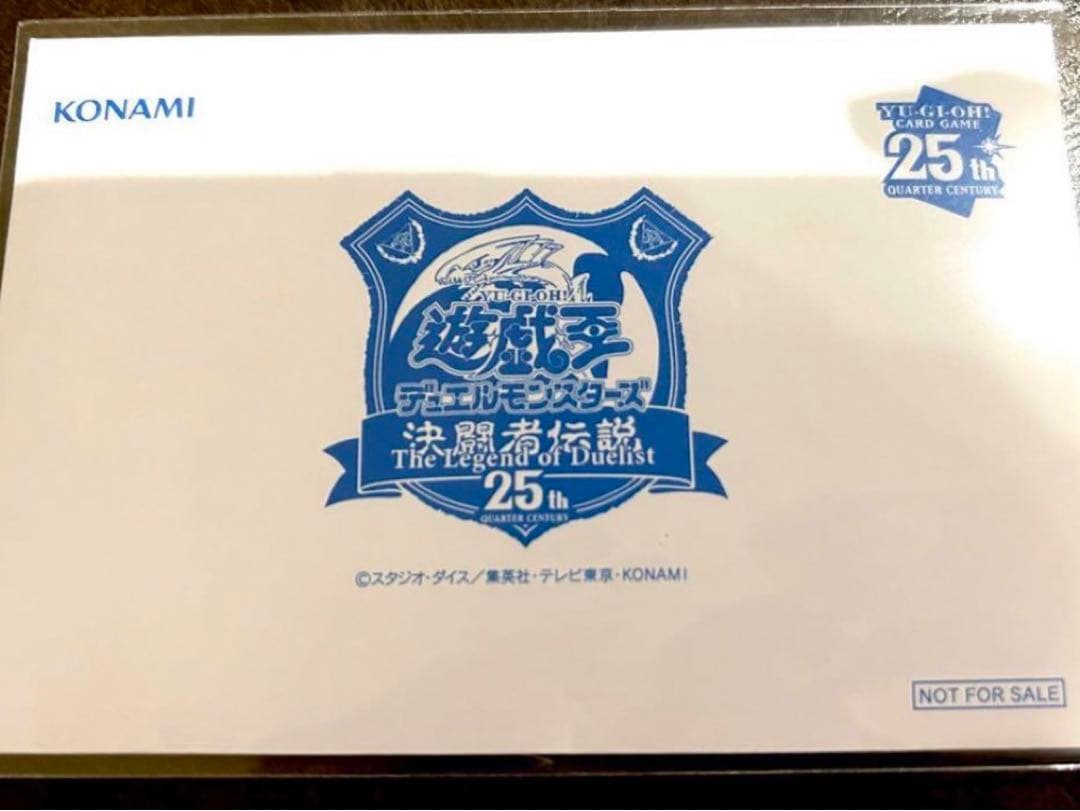 KONAMI
YU-GI-OH!
CARD GAME
25th
QUARTER CENTURY
YU-GI-OH!
遊戯王
デュエルモンスターズ
決闘者伝説
The Legend of Duelist
25th
QUARTER CENTURY
©スタジオ・ダイス／集英社・テレビ東京・KONAMI
NOT FOR SALE